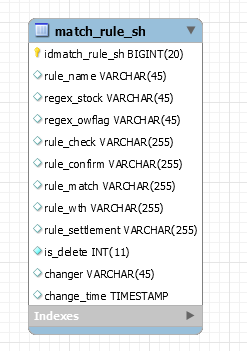 match_rule_sh
idmatch_rule_sh BIGINT(20)
rule_name VARCHAR(45)
regex_stock VARCHAR(45)
regex_owflag VARCHAR(45)
rule_check VARCHAR(255)
rule_confirm VARCHAR(255)
rule_match VARCHAR(255)
rule_wth VARCHAR(255)
rule_settlement VARCHAR(255)
is_delete INT(11)
changer VARCHAR(45)
change_time TIMESTAMP
Indexes